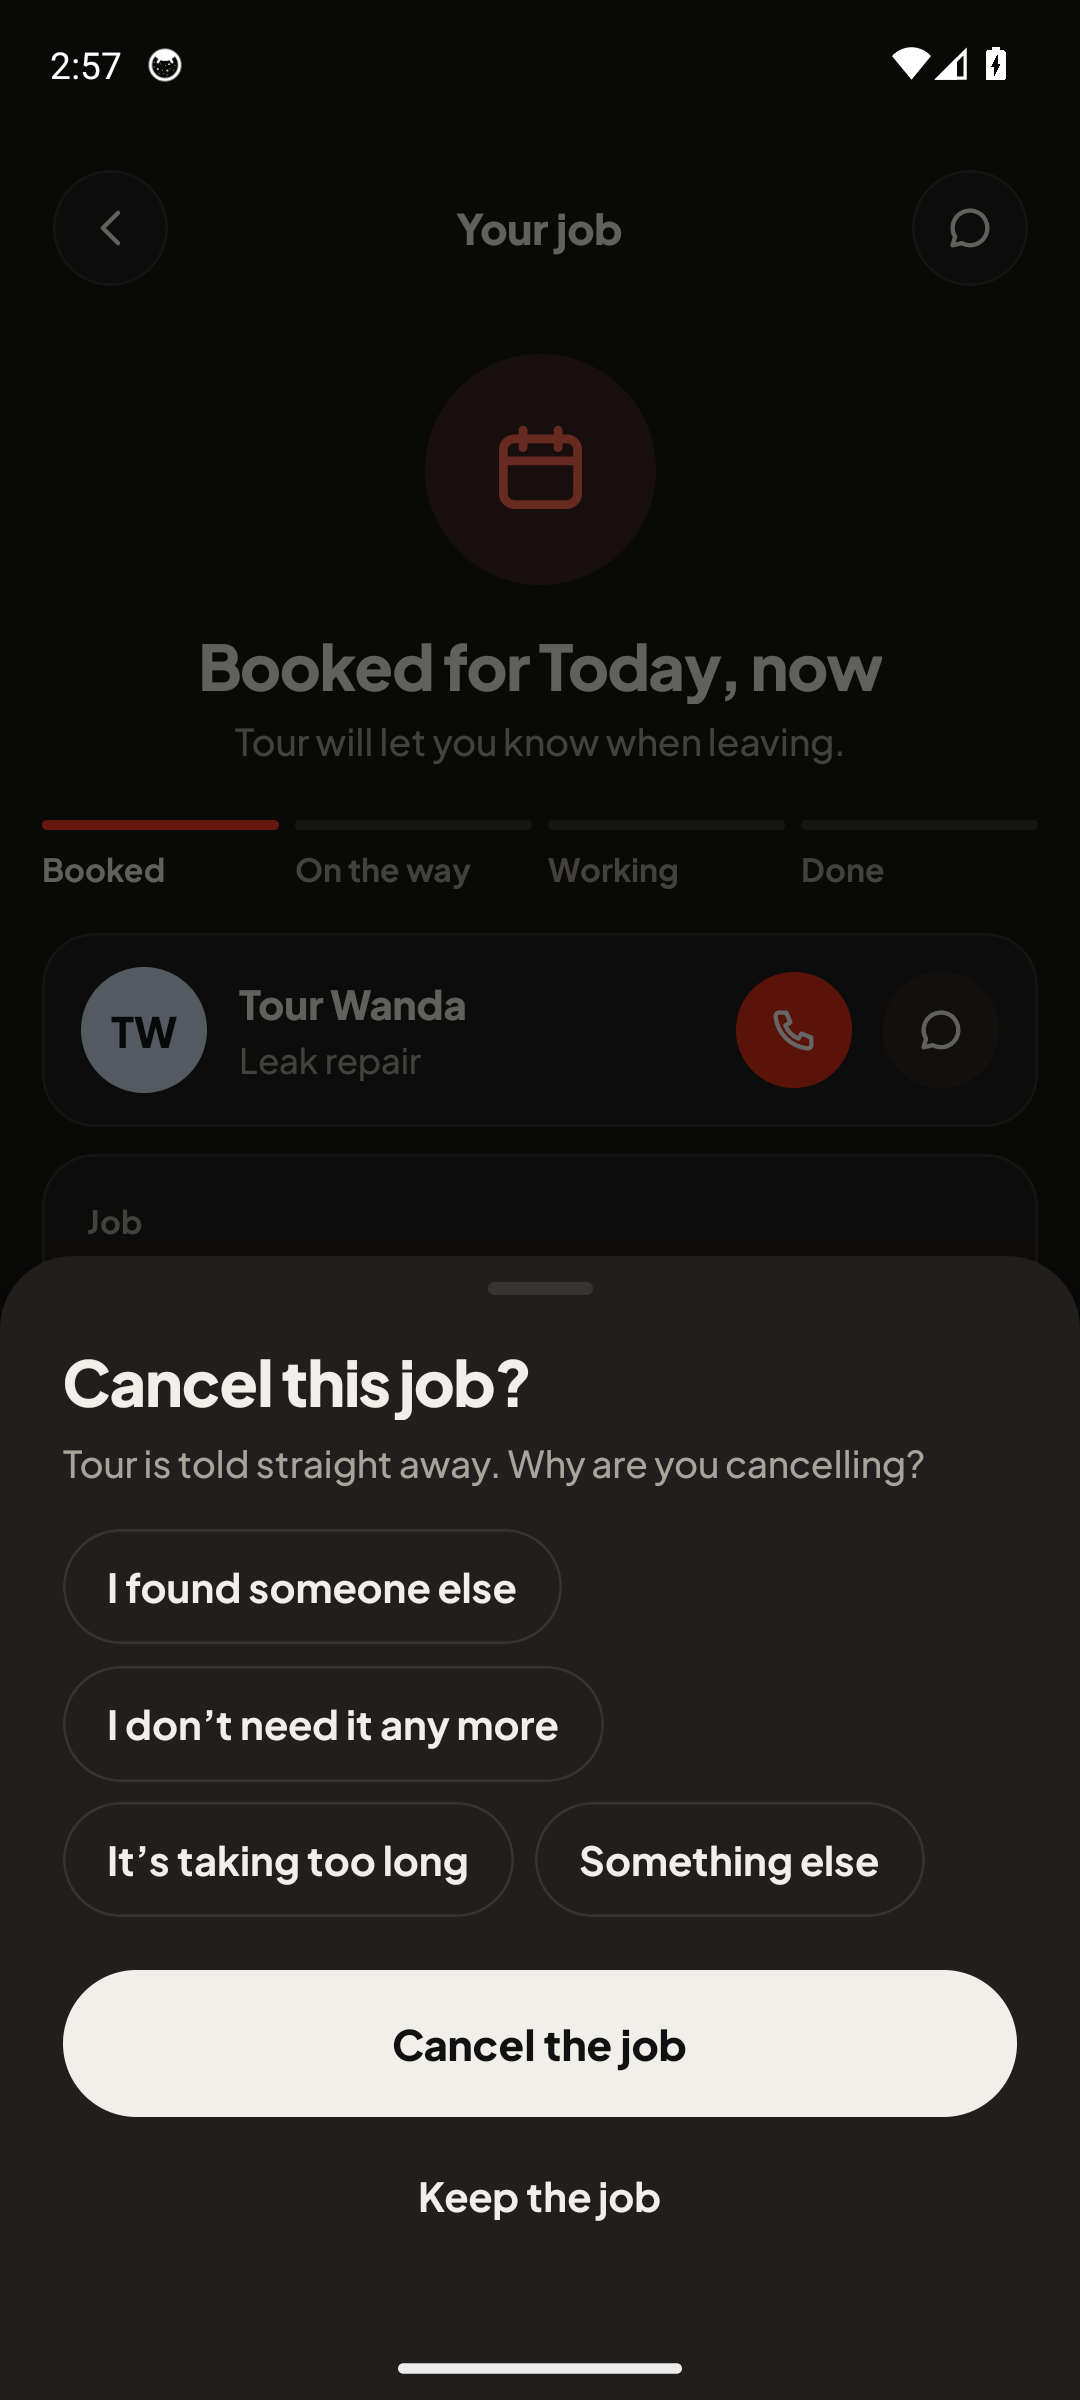 2:57
Your job
Booked for Today, now
Tour will let you know when leaving.
Booked On the way Working Done
TW
Tour Wanda
Leak repair
Job
Cancel this job?
Tour is told straight away. Why are you cancelling?
I found someone else
I don’t need it any more
It’s taking too long
Something else
Cancel the job
Keep the job